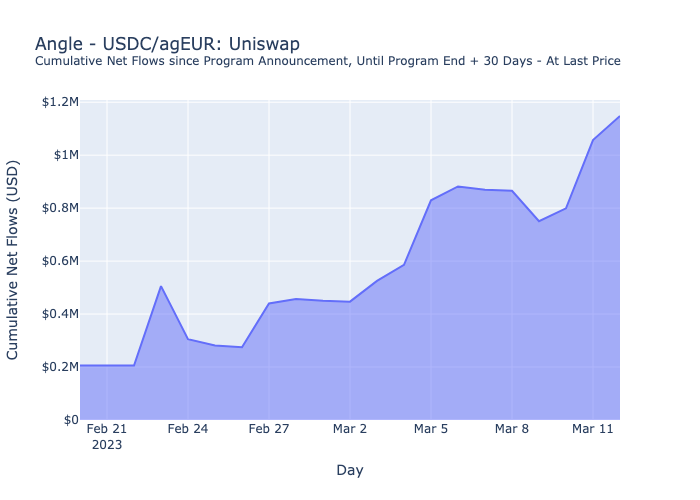 Angle - USDC/agEUR: Uniswap
Cumulative Net Flows since Program Announcement, Until Program End + 30 Days - At Last Price
Cumulative Net Flows (USD)
$1.2M
$1M
$0.8M
$0.6M
$0.4M
$0.2M
$0
Feb 21 Feb 24 Feb 27 Mar 2 Mar 5 Mar 8 Mar 11
2023
Day